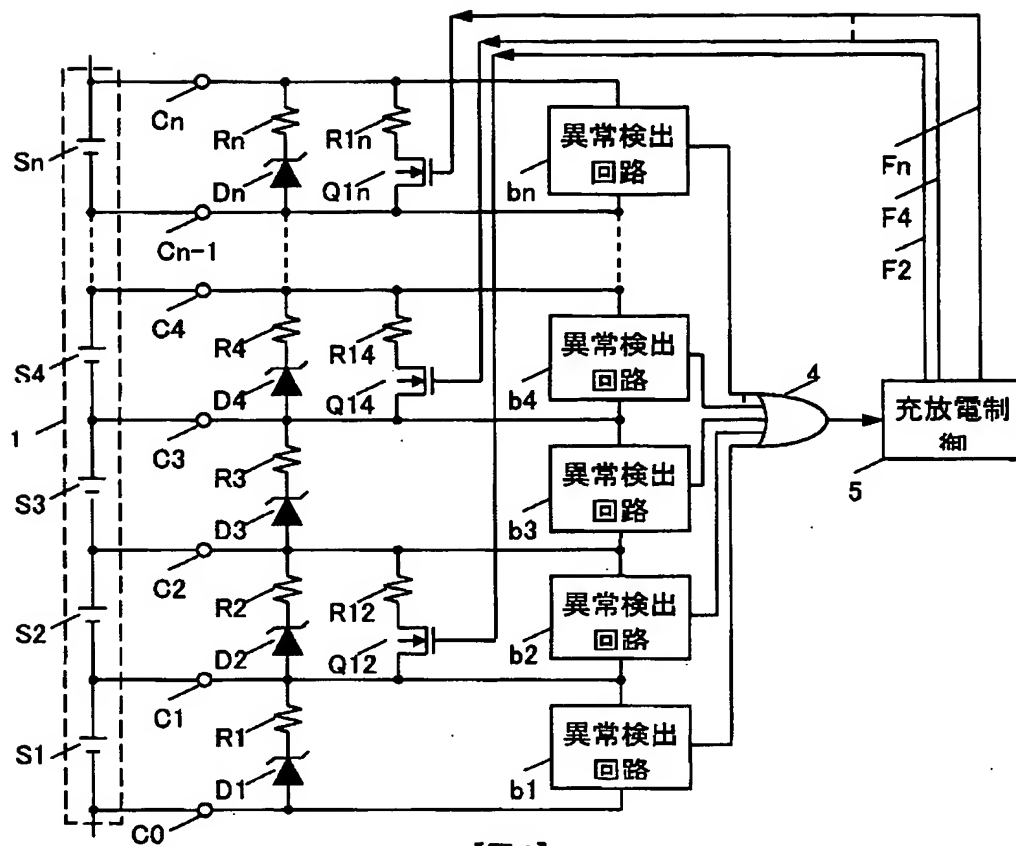 Cn
Rn
R1n
異常検出
回路
Sn
Dn
Q1n
bn
Fn
Cn-1
F4
F2
C4
R4
R14
異常検出
回路
4
S4
D4
Q14
b4
充放電制
御
1
C3
5
R3
異常検出
回路
S3
D3
b3
C2
R2
R12
異常検出
回路
S2
D2
Q12
b2
C1
R1
異常検出
回路
S1
D1
b1
C0